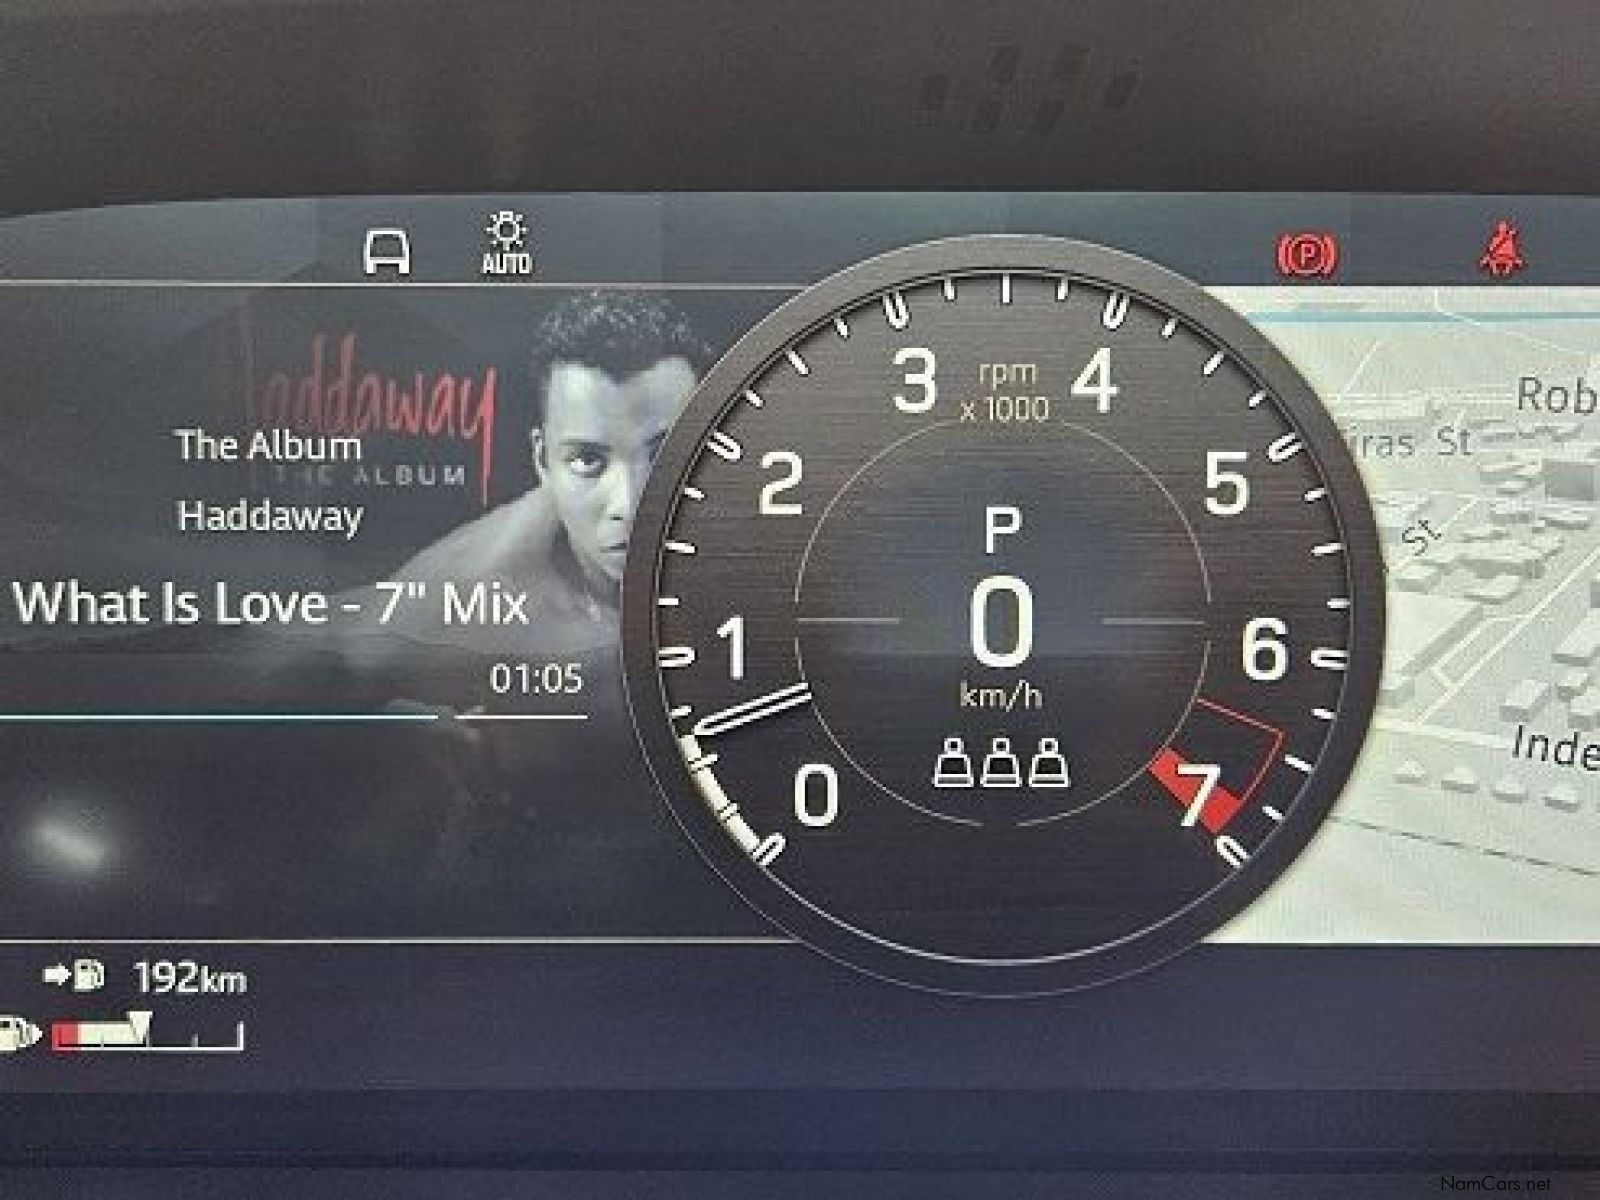 AUTO
(P)
Haddaway
The Album
THE ALBUM
Haddaway
What Is Love - 7" Mix
01:05
3 rpm 4
x 1000
2 5
P
1 0 6
km/h
0 7
Rob
iras St
St
Inde
192km
NamCars.net